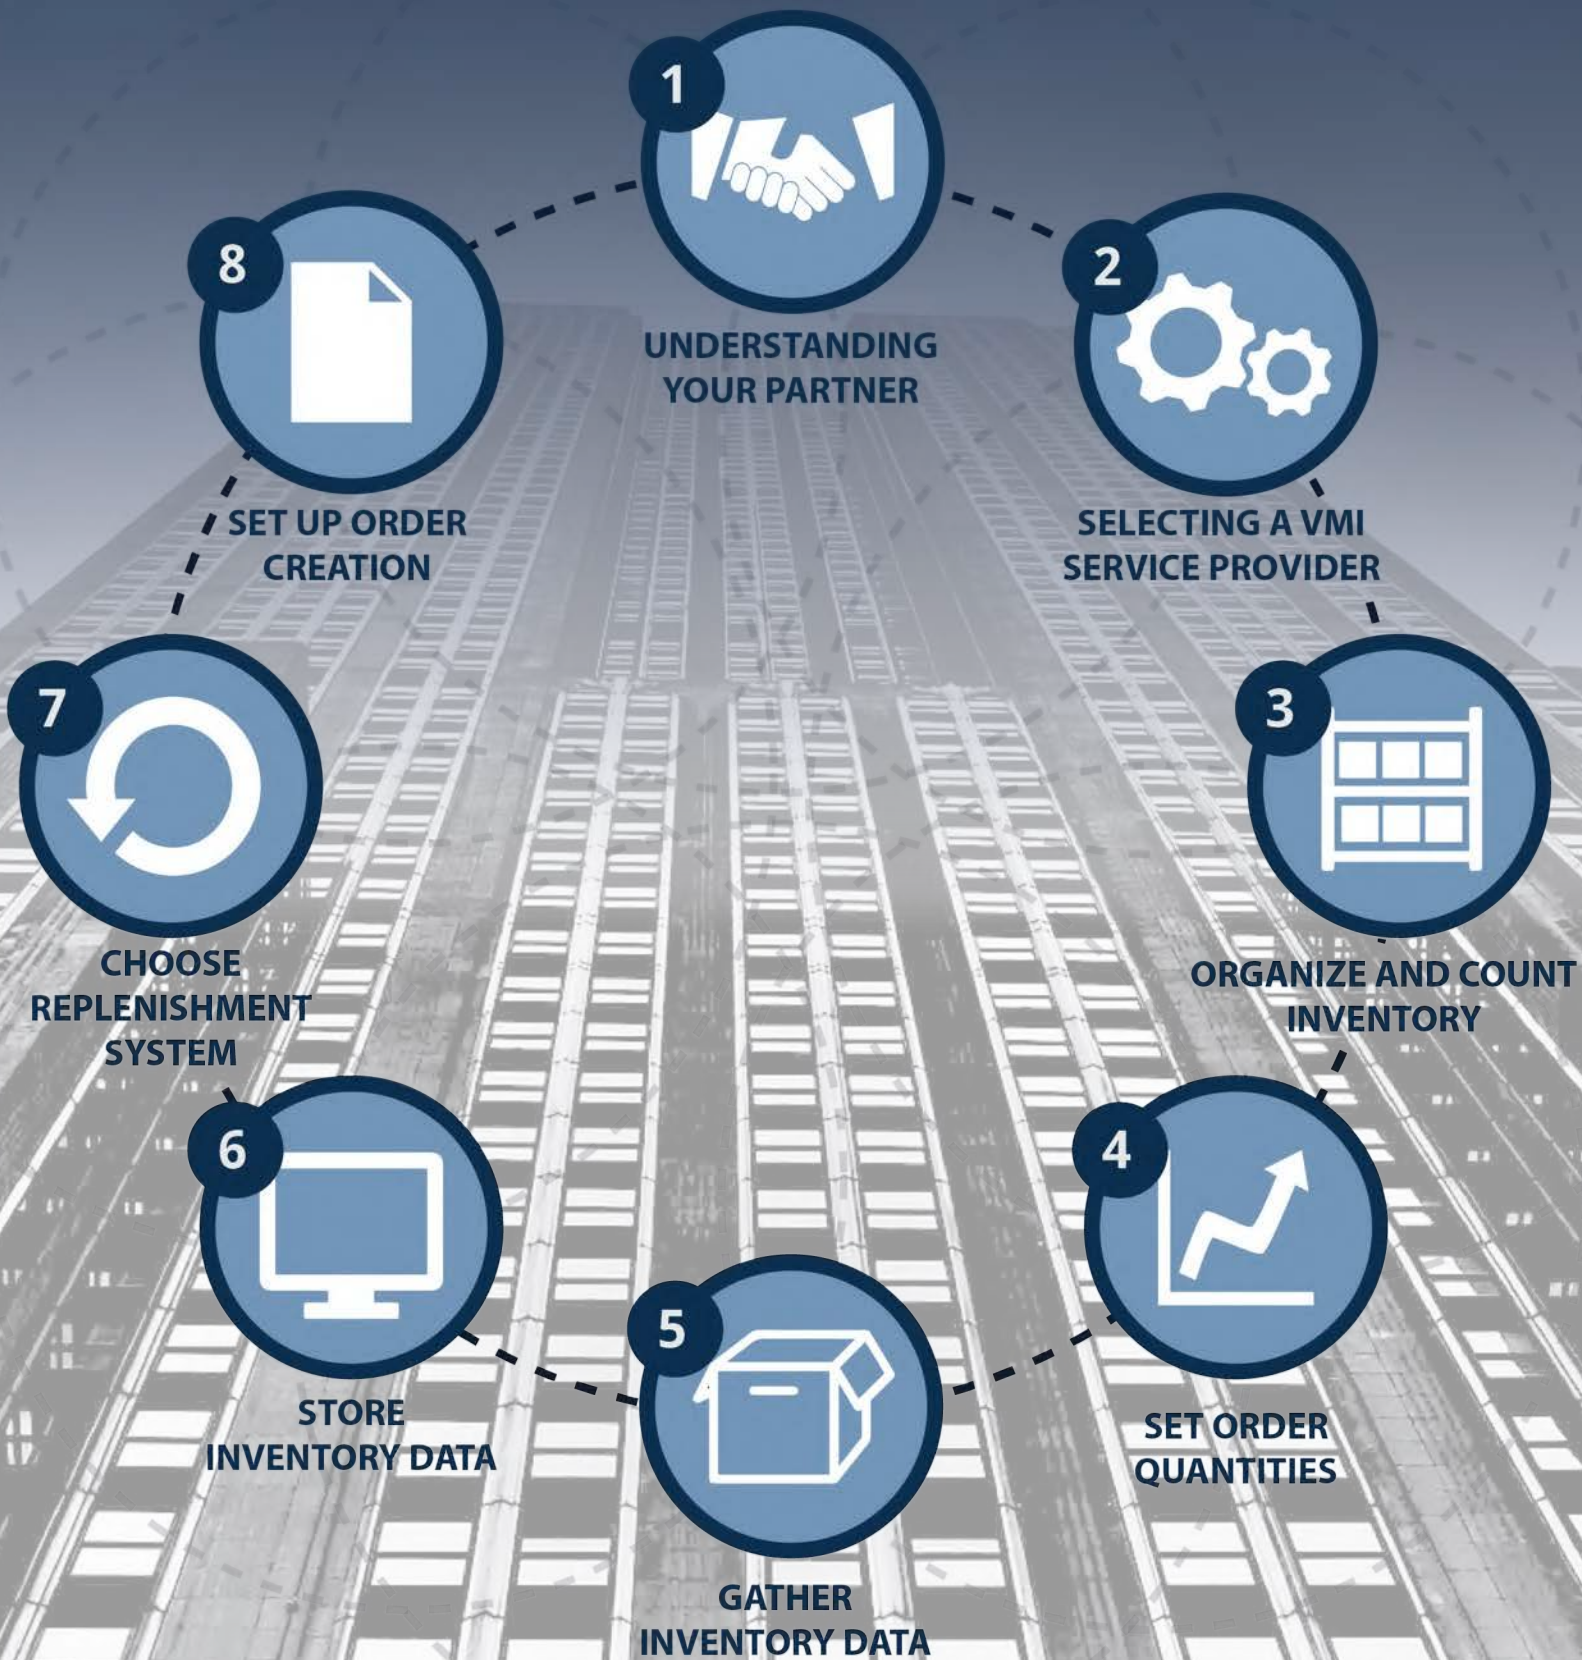 1
UNDERSTANDING
YOUR PARTNER
2
SELECTING A VMI
SERVICE PROVIDER
3
ORGANIZE AND COUNT
INVENTORY
4
SET ORDER
QUANTITIES
5
GATHER
INVENTORY DATA
6
STORE
INVENTORY DATA
7
CHOOSE
REPLENISHMENT
SYSTEM
8
SET UP ORDER
CREATION